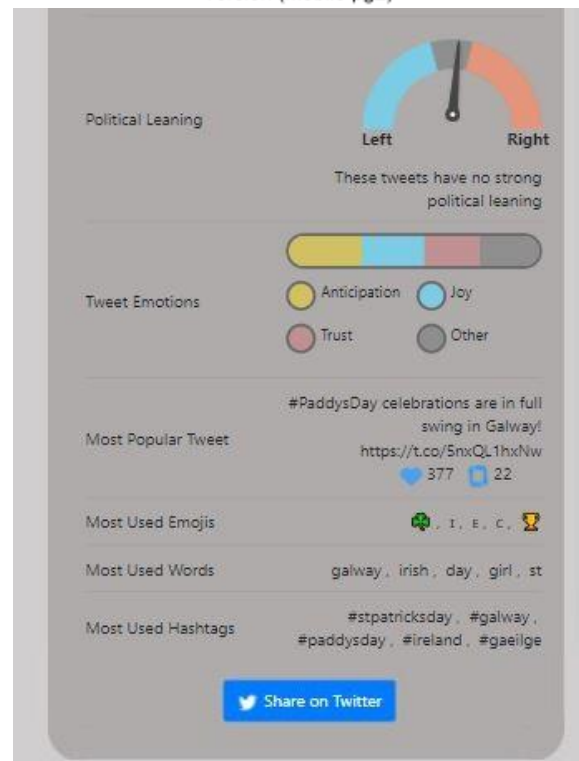 Political Leaning
Left Right
These tweets have no strong
political leaning
Tweet Emotions
Anticipation Joy
Trust Other
Most Popular Tweet
#PaddysDay celebrations are in full
swing in Galway!
https://t.co/5nxQL1hxNw
377 22
Most Used Emojis
☘, I, E, C, 🏆
Most Used Words
galway, irish, day, girl, st
Most Used Hashtags
#stpatricksday, #galway,
#paddysday, #ireland, #gaeilge
Share on Twitter